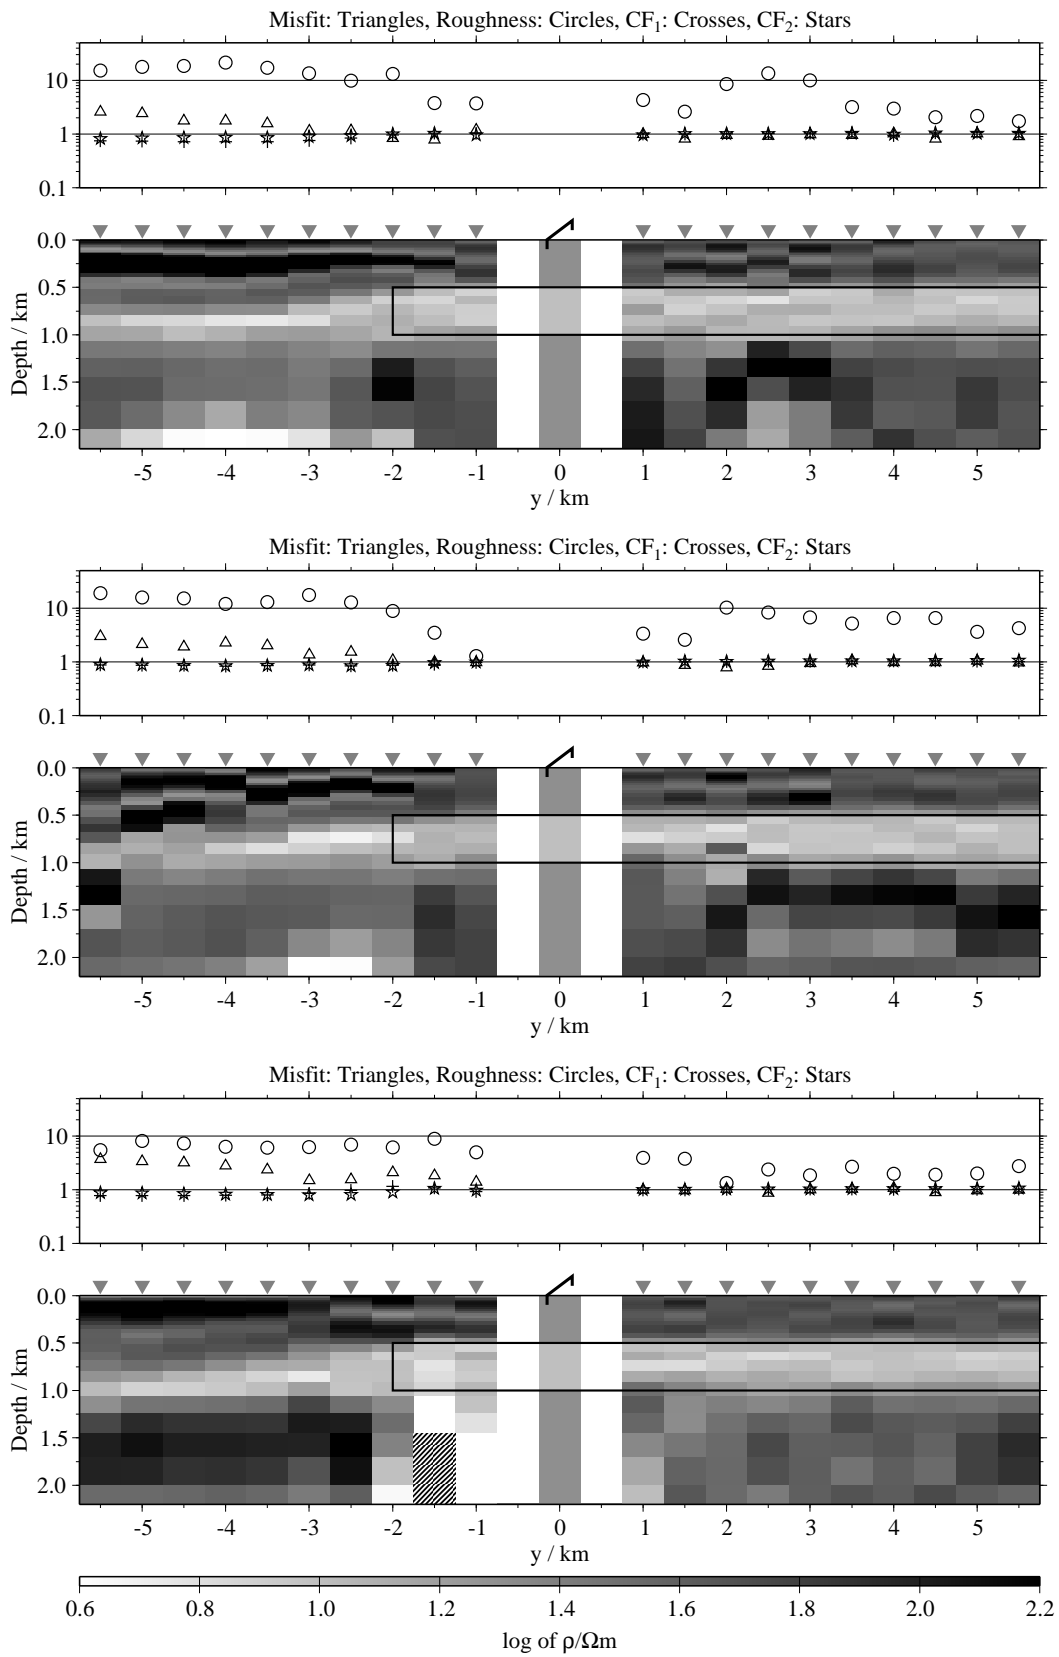 Misfit: Triangles, Roughness: Circles, CF₁: Crosses, CF₂: Stars
10
1
0.1
0.0
0.5
1.0
1.5
2.0
Depth / km
-5 -4 -3 -2 -1 0 1 2 3 4 5
y / km
Misfit: Triangles, Roughness: Circles, CF₁: Crosses, CF₂: Stars
10
1
0.1
0.0
0.5
1.0
1.5
2.0
Depth / km
-5 -4 -3 -2 -1 0 1 2 3 4 5
y / km
Misfit: Triangles, Roughness: Circles, CF₁: Crosses, CF₂: Stars
10
1
0.1
0.0
0.5
1.0
1.5
2.0
Depth / km
-5 -4 -3 -2 -1 0 1 2 3 4 5
y / km
0.6 1.0 1.2 1.4 1.6 1.8 2.0 2.2
log of ρ/Ωm